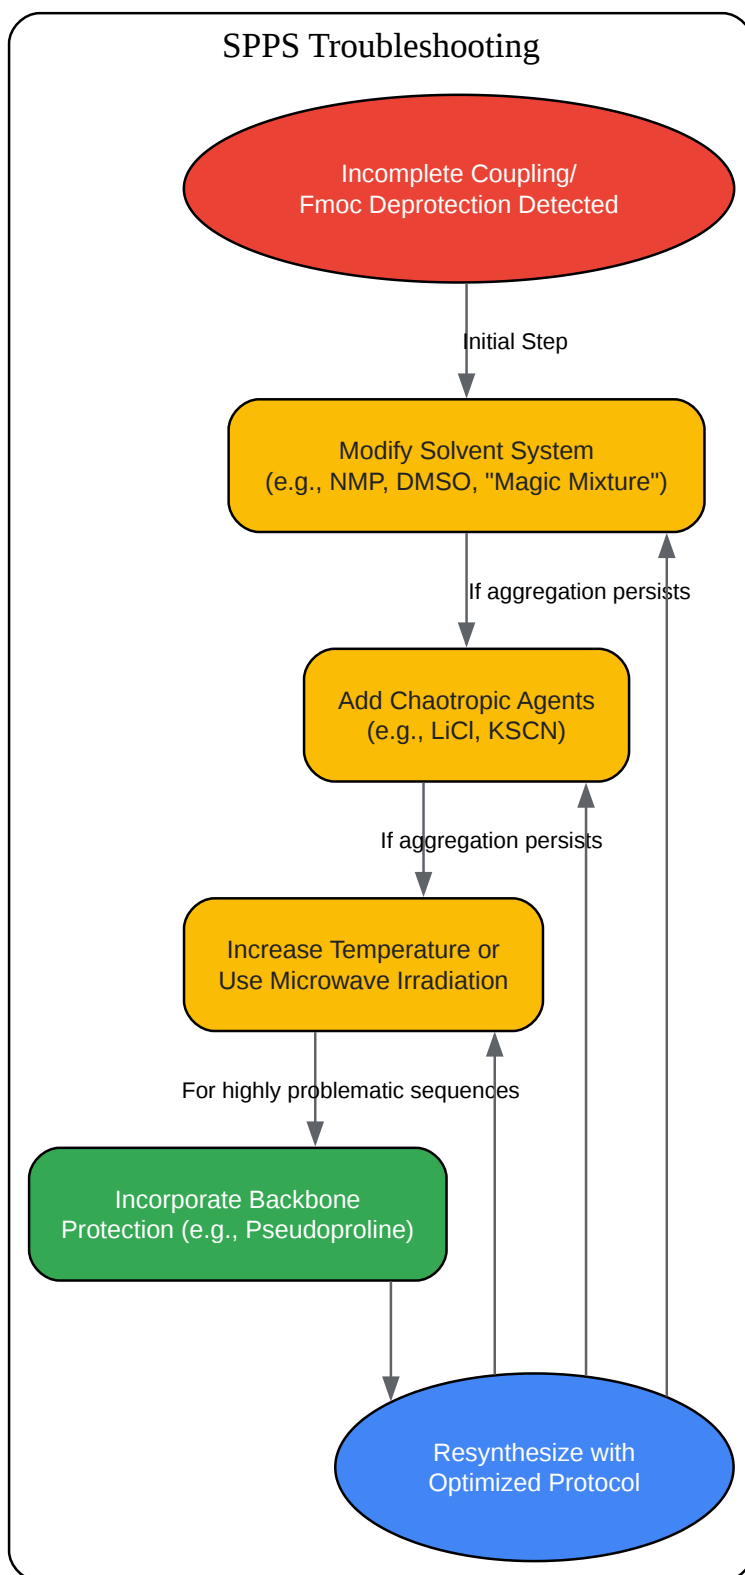 SPPS Troubleshooting
Incomplete Coupling/
Fmoc Deprotection Detected
Initial Step
Modify Solvent System
(e.g., NMP, DMSO, "Magic Mixture")
If aggregation persists
Add Chaotropic Agents
(e.g., LiCl, KSCN)
If aggregation persists
Increase Temperature or
Use Microwave Irradiation
For highly problematic sequences
Incorporate Backbone
Protection (e.g., Pseudoproline)
Resynthesize with
Optimized Protocol